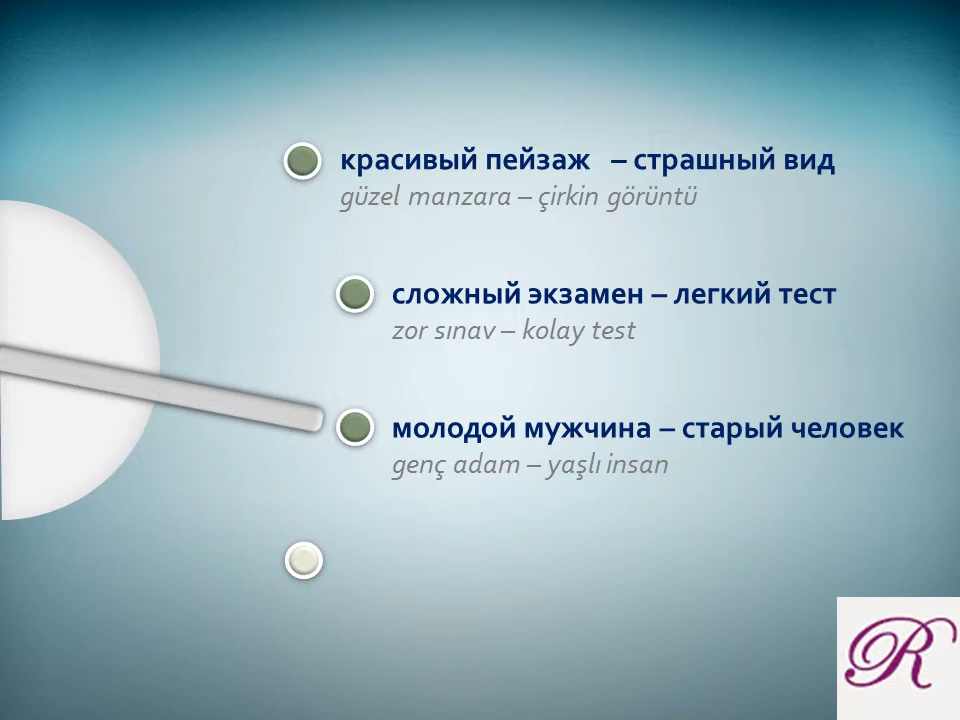 красивый пейзаж – страшный вид
güzel manzara – çirkin görüntü
сложный экзамен – легкий тест
zor sınav – kolay test
молодой мужчина – старый человек
genç adam – yaşlı insan
R